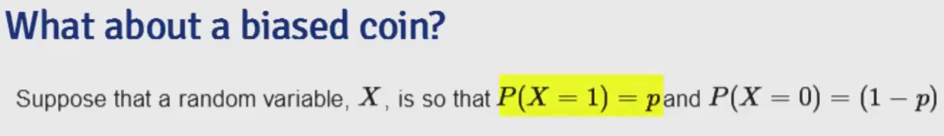 What about a biased coin?
Suppose that a random variable, X, is so that P(X = 1) = p and P(X = 0) = (1 − p)